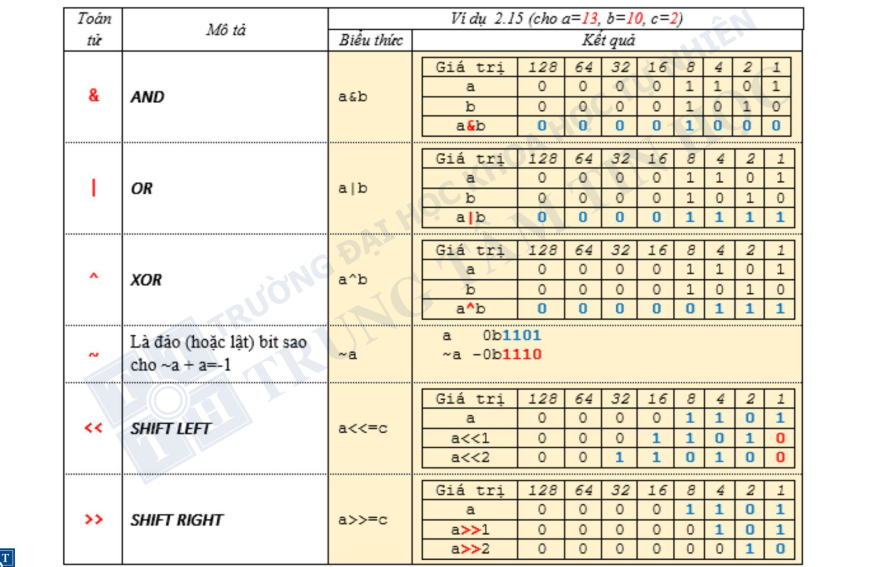 Toán tử
Mô tả
Ví dụ 2.15 (cho a=13, b=10, c=2)
Biểu thức
Kết quả
&
AND
a&b
Giá trị 128 64 32 16 8 4 2 1
a 0 0 0 0 1 1 0 1
b 0 0 0 0 1 0 1 0
a&b 0 0 0 0 1 0 0 0
|
OR
a|b
Giá trị 128 64 32 16 8 4 2 1
a 0 0 0 0 1 1 0 1
b 0 0 0 0 1 0 1 0
a|b 0 0 0 0 1 1 1 1
^
XOR
a^b
Giá trị 128 64 32 16 8 4 2 1
a 0 0 0 0 1 1 0 1
b 0 0 0 0 1 0 1 0
a^b 0 0 0 0 0 1 1 1
~
Là đảo (hoặc lật) bit sao
cho ~a + a=-1
~a
a 0b1101
~a -0b1110
<<
SHIFT LEFT
a<<=c
Giá trị 128 64 32 16 8 4 2 1
a 0 0 0 0 1 1 0 1
a<<1 0 0 0 1 1 0 1 0
a<<2 0 0 1 1 0 1 0 0
>>
SHIFT RIGHT
a>>=c
Giá trị 128 64 32 16 8 4 2 1
a 0 0 0 0 1 1 0 1
a>>1 0 0 0 0 0 1 0 1
a>>2 0 0 0 0 0 0 1 0
TRƯỜNG ĐẠI HỌC KHOA HỌC TỰ NHIÊN
TRUNG TÂM TIN HỌC
T